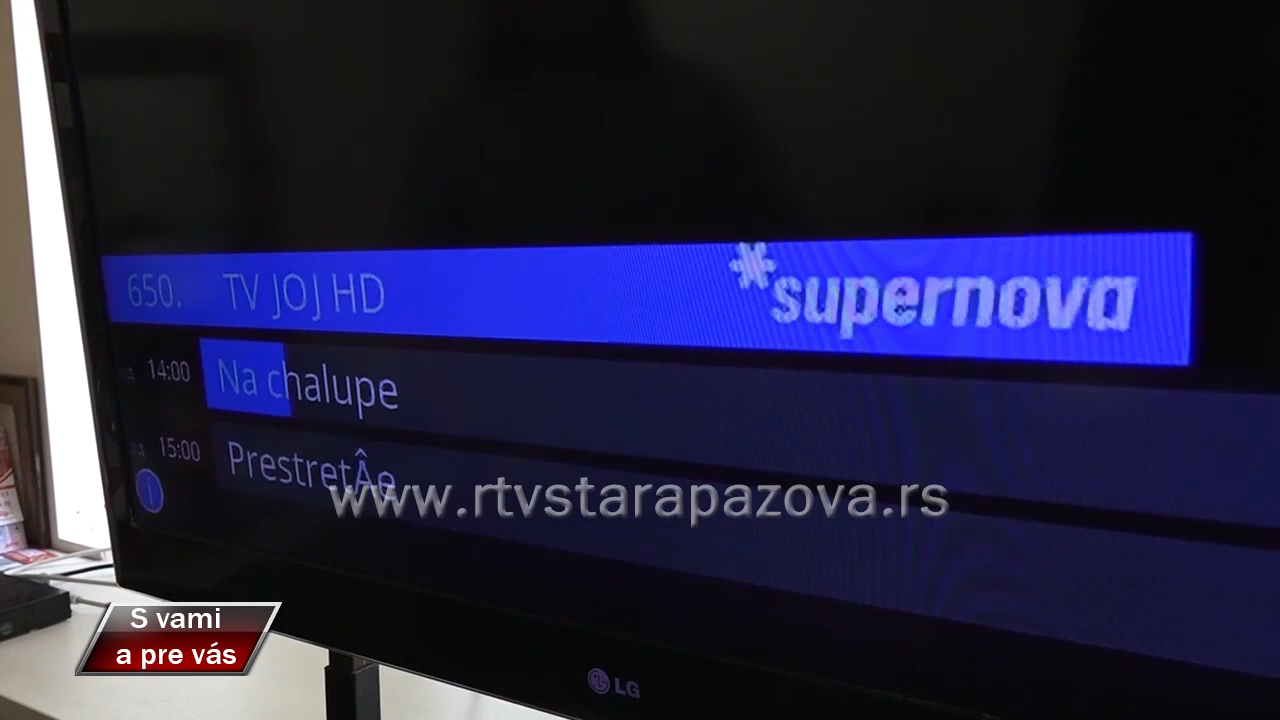 650. TV JOJ HD
*supernova
14:00 Na chalupe
15:00 PrestretÂe
i
www.rtvstarapazova.rs
S vami
a pre vás
LG